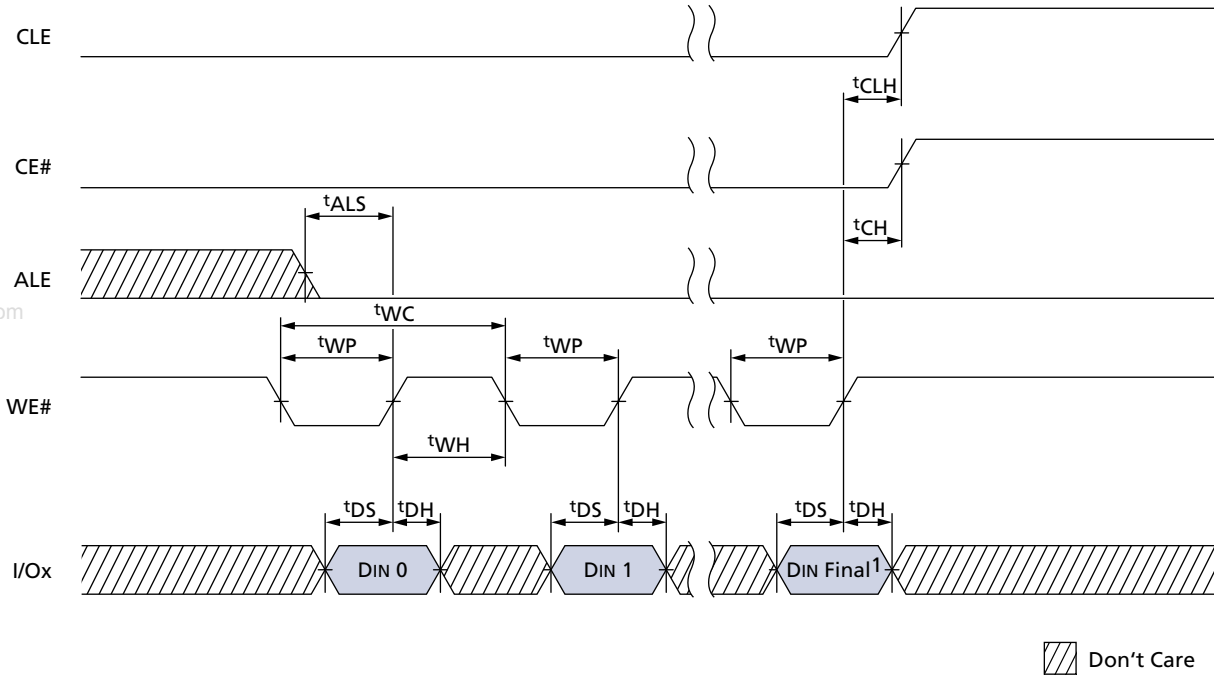 CLE
tCLH
CE#
tALS
tCH
ALE
om
tWC
tWP tWP tWP
WE#
tWH
tDS tDH tDS tDH tDS tDH
I/Ox DIN 0 DIN 1 DIN Final1
Don't Care